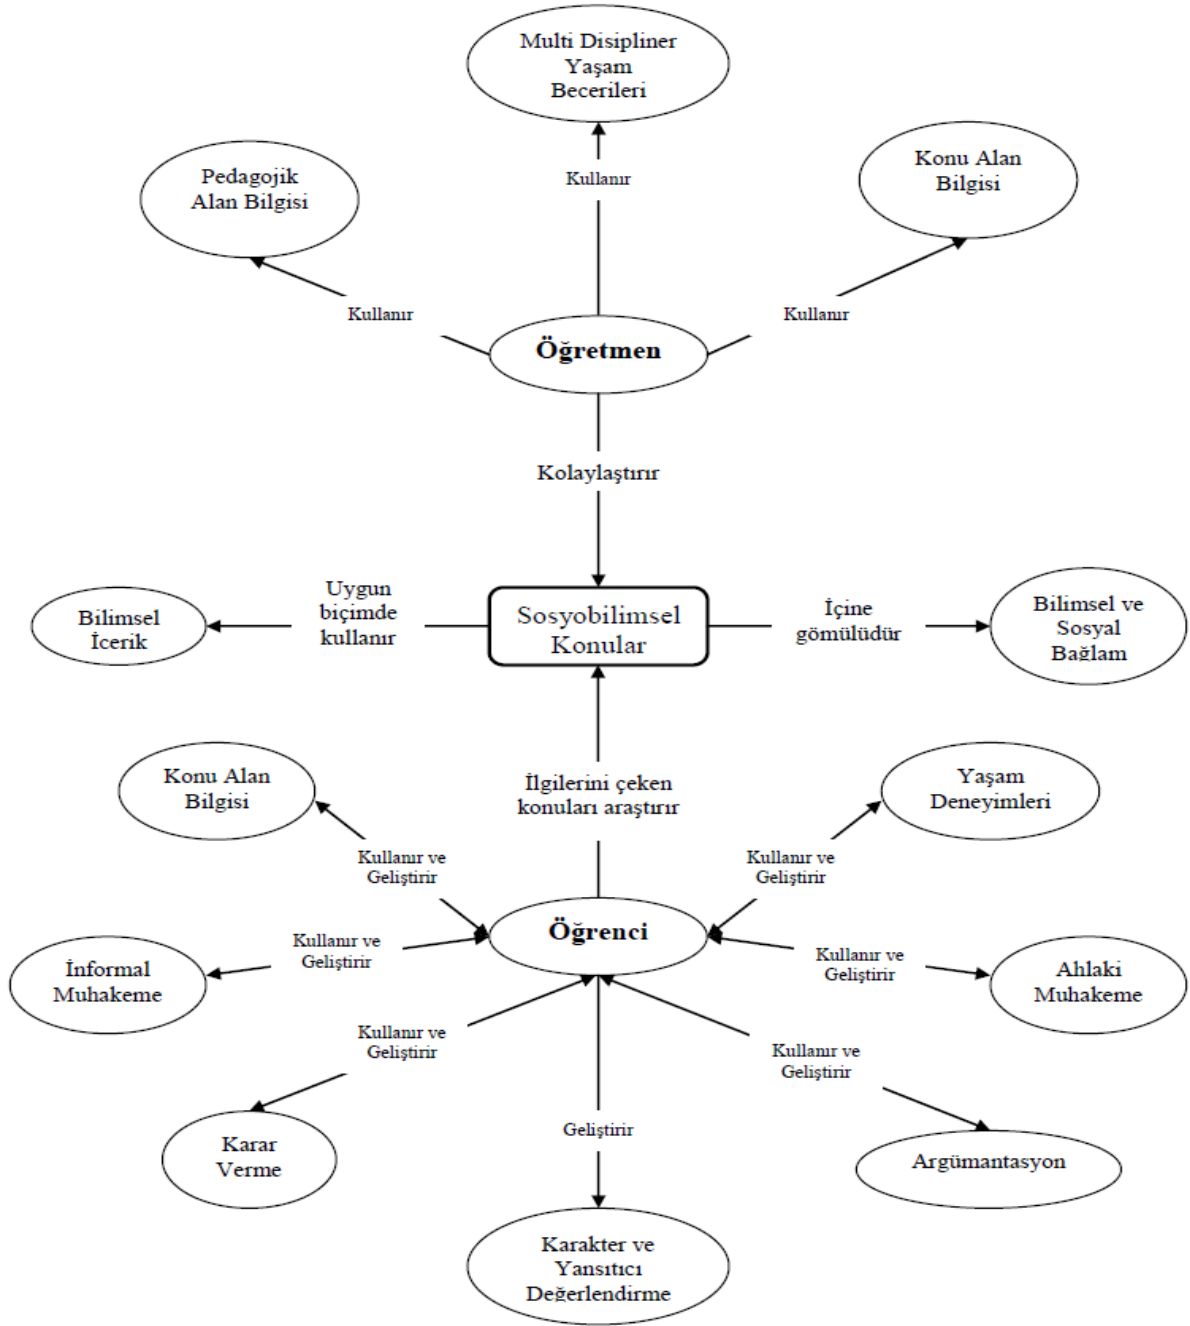 Multi Disipliner
Yaşam
Becerileri
Pedagojik
Alan Bilgisi
Konu Alan
Bilgisi
Kullanır
Kullanır
Kullanır
Öğretmen
Kolaylaştırır
Bilimsel
İcerik
Uygun
biçimde
kullanır
Sosyobilimsel
Konular
İçine
gömülüdür
Bilimsel ve
Sosyal
Bağlam
Konu Alan
Bilgisi
İlgilerini çeken
konuları araştırır
Yaşam
Deneyimleri
Kullanır ve
Geliştirir
Kullanır ve
Geliştirir
Öğrenci
İnformal
Muhakeme
Kullanır ve
Geliştirir
Kullanır ve
Geliştirir
Ahlaki
Muhakeme
Kullanır ve
Geliştirir
Kullanır ve
Geliştirir
Karar
Verme
Geliştirir
Argümantasyon
Karakter ve
Yansıtıcı
Değerlendirme